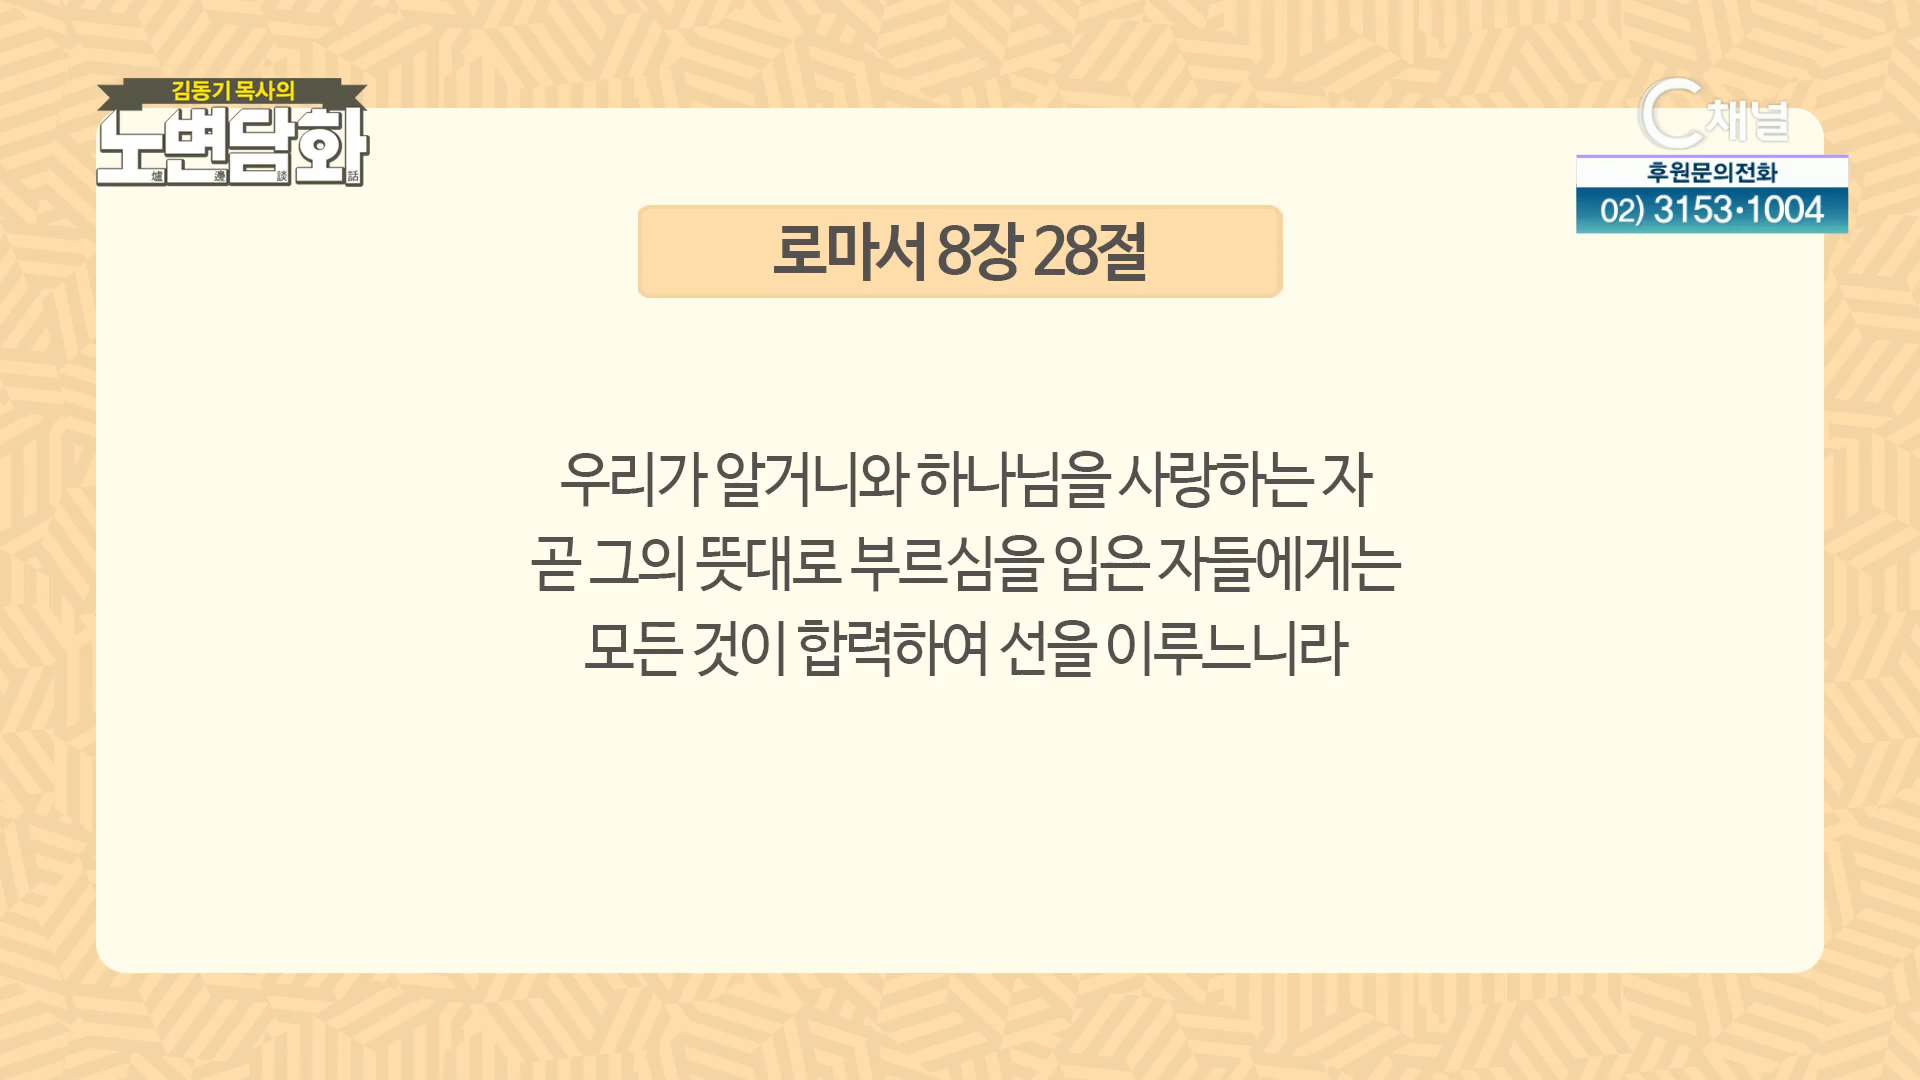 김동기 목사의
노변담화
爐邊談話
C채널
후원문의전화
02) 3153·1004
로마서 8장 28절
우리가 알거니와 하나님을 사랑하는 자
곧 그의 뜻대로 부르심을 입은 자들에게는
모든 것이 합력하여 선을 이루느니라